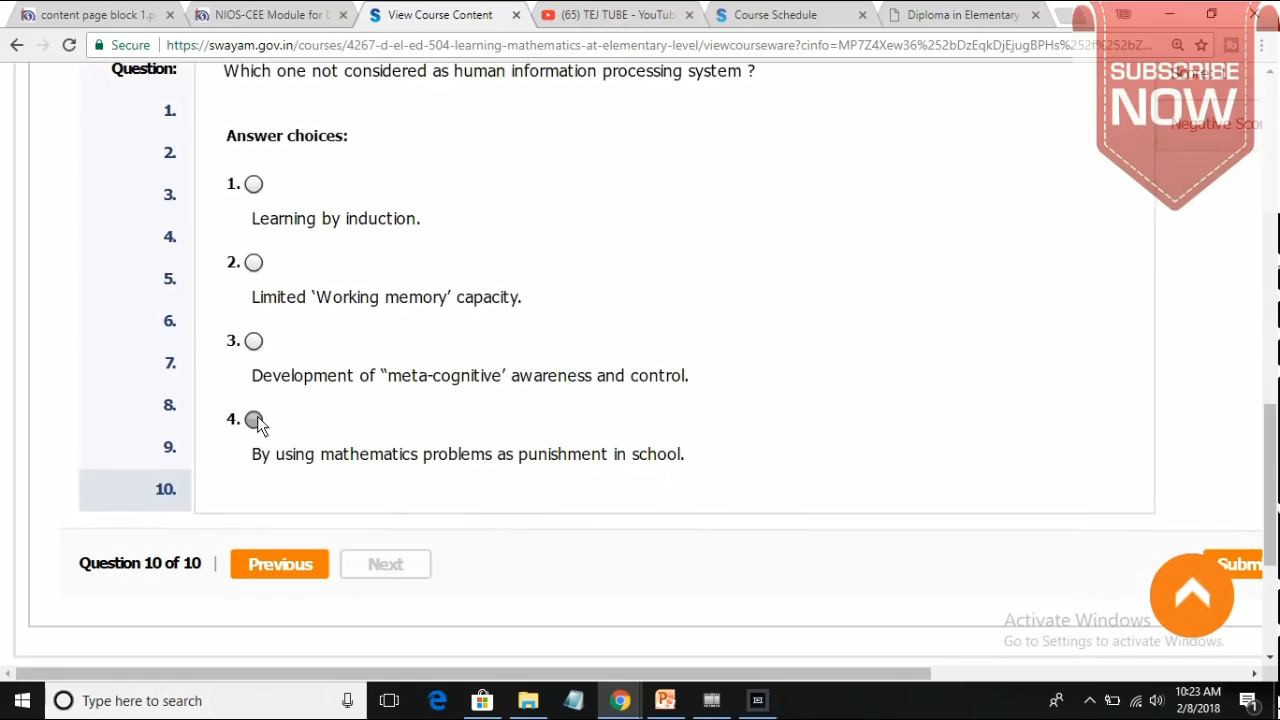 content page block 1.p
NIOS-CEE Module for D
View Course Content
(65) TEJ TUBE - YouTub
Course Schedule
Diploma in Elementary
Secure
https://swayam.gov.in/courses/4267-d-el-ed-504-learning-mathematics-at-elementary-level/viewcourseware?cinfo=MP7Z4Xew36%252bDzEqkDjEjugBPHs%252f%252bZ...
SUBSCRIBE
NOW
Negative Scor
Question:
Which one not considered as human information processing system ?
1.
2.
3.
4.
5.
6.
7.
8.
9.
10.
Answer choices:
1.
Learning by induction.
2.
Limited ‘Working memory’ capacity.
3.
Development of “meta-cognitive’ awareness and control.
4.
By using mathematics problems as punishment in school.
Question 10 of 10 |
Previous
Next
Subm
Activate Windows
Go to Settings to activate Windows.
Type here to search
10:23 AM
2/8/2018
1